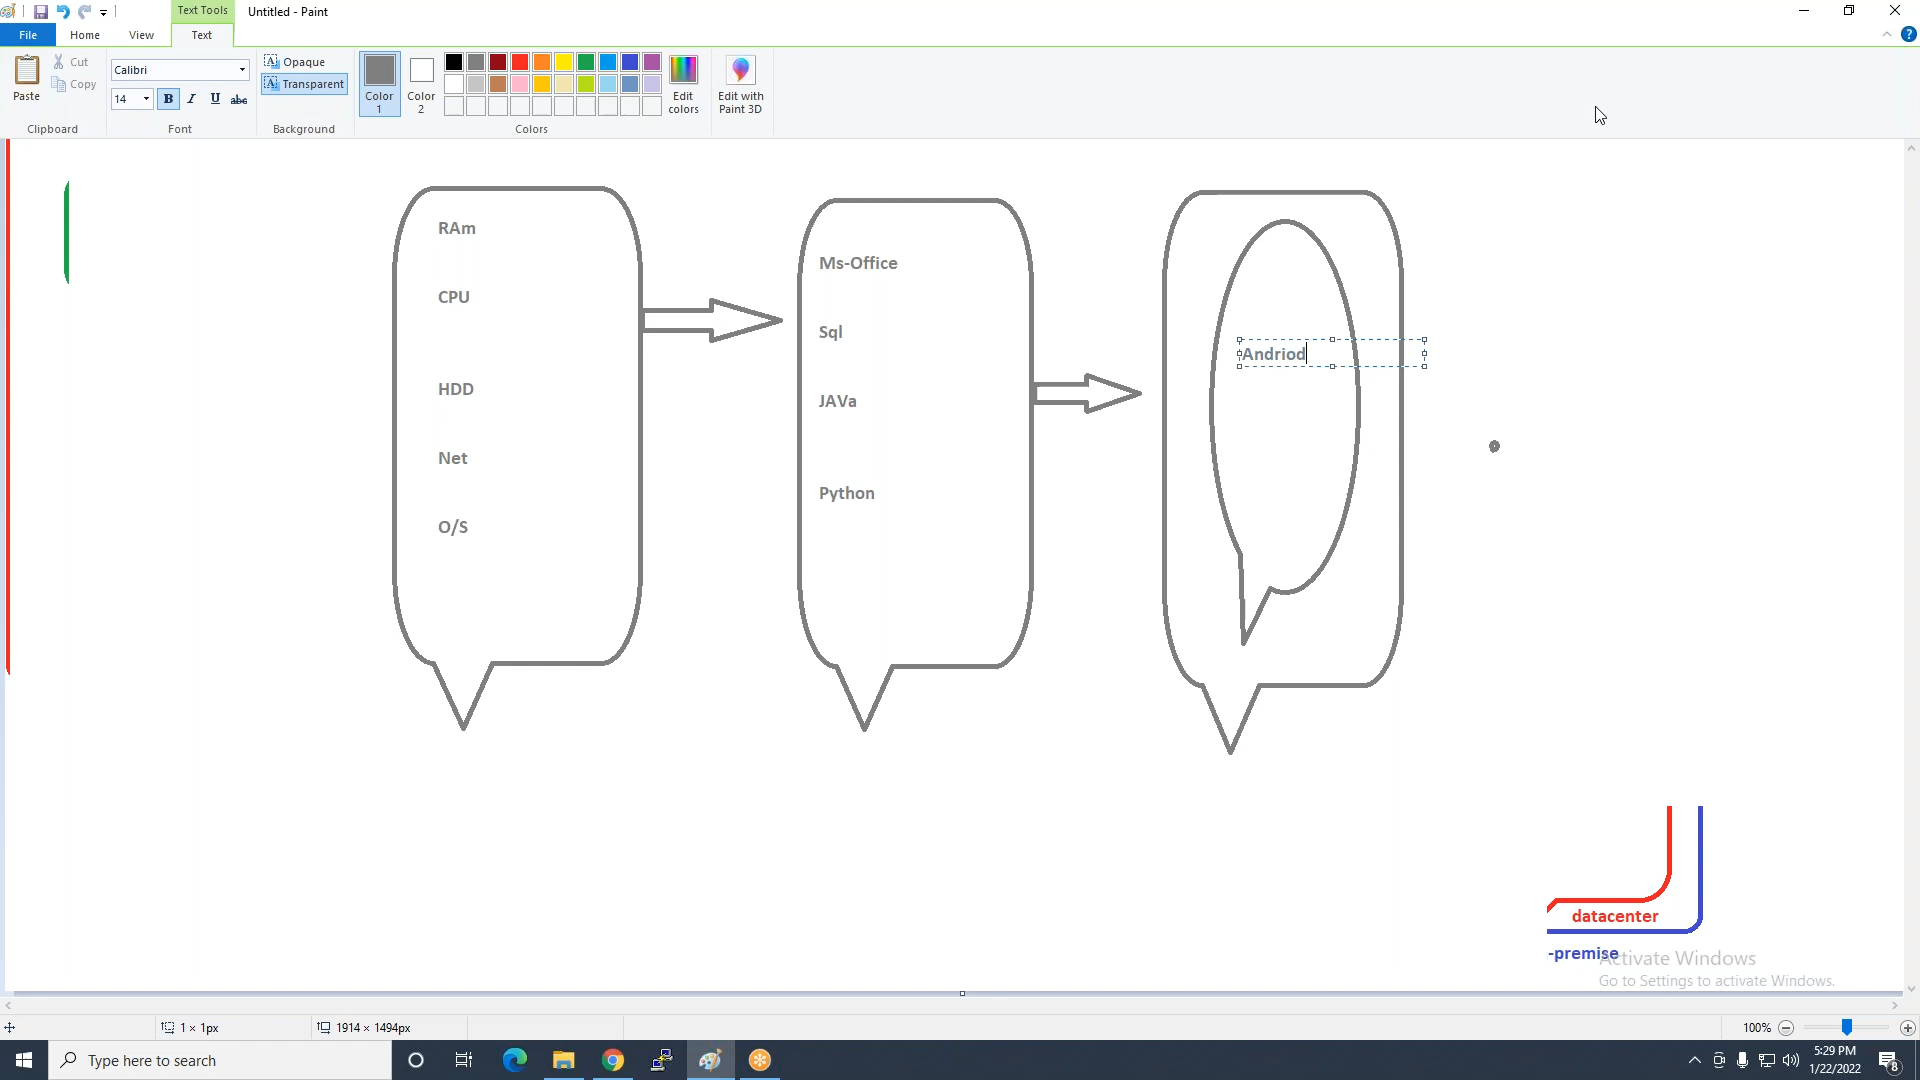 Text Tools
Untitled - Paint
File
Home
View
Text
Paste
Cut
Copy
Clipboard
Calibri
14
B
I
U
abc
Font
Opaque
Transparent
Background
Color
1
Color
2
Edit
colors
Colors
Edit with
Paint 3D
RAm
CPU
HDD
Net
O/S
Ms-Office
Sql
JAVa
Python
Andriod
datacenter
-premise
Activate Windows
Go to Settings to activate Windows.
1 × 1px
1914 × 1494px
100%
Type here to search
5:29 PM
1/22/2022
8